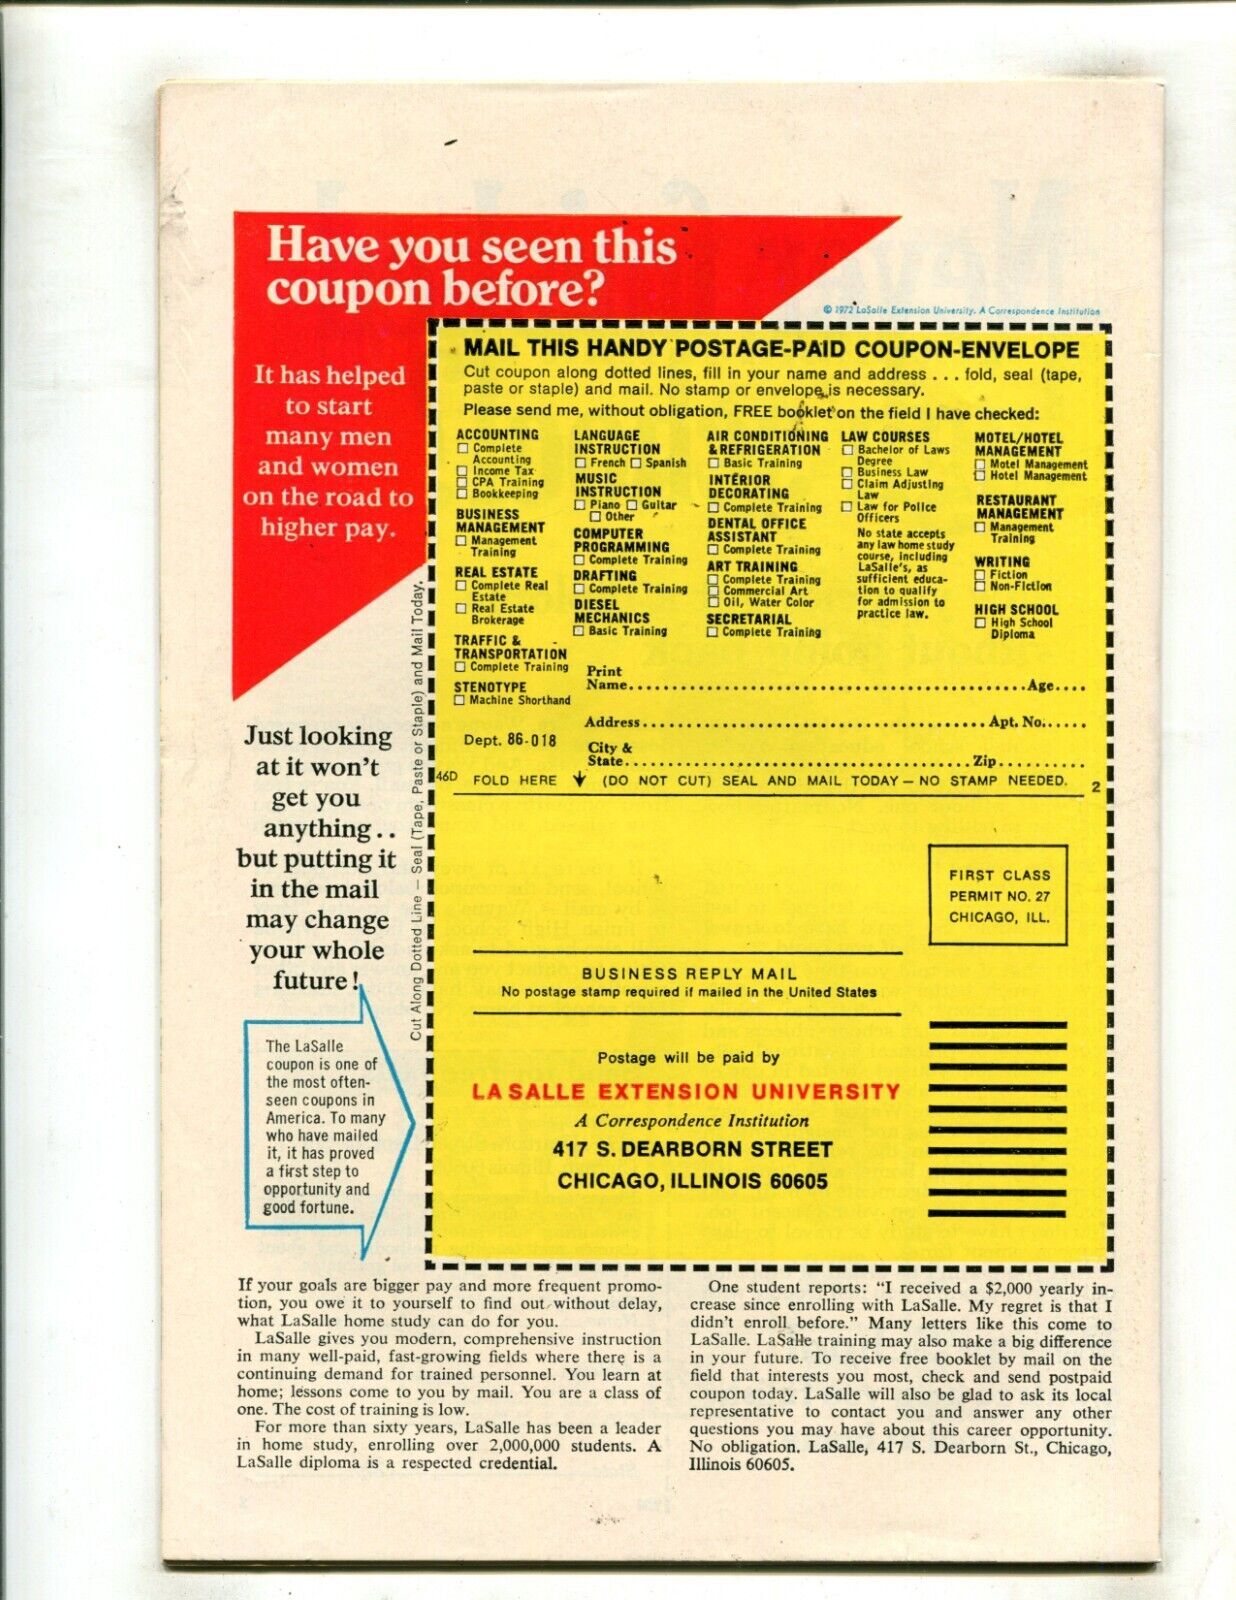 Have you seen this
coupon before?
© 1972 LaSalle Extension University. A Correspondence Institution
It has helped
to start
many men
and women
on the road to
higher pay.
Just looking
at it won't
get you
anything . .
but putting it
in the mail
may change
your whole
future!
The LaSalle
coupon is one of
the most often-
seen coupons in
America. To many
who have mailed
it, it has proved
a first step to
opportunity and
good fortune.
Cut Along Dotted Line — Seal (Tape, Paste or Staple) and Mail Today.
MAIL THIS HANDY POSTAGE-PAID COUPON-ENVELOPE
Cut coupon along dotted lines, fill in your name and address . . . fold, seal (tape,
paste or staple) and mail. No stamp or envelope is necessary.
Please send me, without obligation, FREE booklet on the field I have checked:
ACCOUNTING
☐ Complete
Accounting
☐ Income Tax
☐ CPA Training
☐ Bookkeeping
BUSINESS
MANAGEMENT
☐ Management
Training
REAL ESTATE
☐ Complete Real
Estate
☐ Real Estate
Brokerage
TRAFFIC &
TRANSPORTATION
☐ Complete Training
STENOTYPE
☐ Machine Shorthand
LANGUAGE
INSTRUCTION
☐ French ☐ Spanish
MUSIC
INSTRUCTION
☐ Piano ☐ Guitar
☐ Other
COMPUTER
PROGRAMMING
☐ Complete Training
DRAFTING
☐ Complete Training
DIESEL
MECHANICS
☐ Basic Training
AIR CONDITIONING
& REFRIGERATION
☐ Basic Training
INTERIOR
DECORATING
☐ Complete Training
DENTAL OFFICE
ASSISTANT
☐ Complete Training
ART TRAINING
☐ Complete Training
☐ Commercial Art
☐ Oil, Water Color
SECRETARIAL
☐ Complete Training
LAW COURSES
☐ Bachelor of Laws
Degree
☐ Business Law
☐ Claim Adjusting
Law
☐ Law for Police
Officers
No state accepts
any law home study
course, including
LaSalle's, as
sufficient educa-
tion to qualify
for admission to
practice law.
MOTEL/HOTEL
MANAGEMENT
☐ Motel Management
☐ Hotel Management
RESTAURANT
MANAGEMENT
☐ Management
Training
WRITING
☐ Fiction
☐ Non-Fiction
HIGH SCHOOL
☐ High School
Diploma
Print
Name..........Age....
Address..........Apt. No......
Dept. 86-018
City &
State..........Zip..........
46D FOLD HERE (DO NOT CUT) SEAL AND MAIL TODAY — NO STAMP NEEDED. 2
FIRST CLASS
PERMIT NO. 27
CHICAGO, ILL.
BUSINESS REPLY MAIL
No postage stamp required if mailed in the United States
Postage will be paid by
LA SALLE EXTENSION UNIVERSITY
A Correspondence Institution
417 S. DEARBORN STREET
CHICAGO, ILLINOIS 60605
If your goals are bigger pay and more frequent promo-
tion, you owe it to yourself to find out without delay,
what LaSalle home study can do for you.
LaSalle gives you modern, comprehensive instruction
in many well-paid, fast-growing fields where there is a
continuing demand for trained personnel. You learn at
home; lessons come to you by mail. You are a class of
one. The cost of training is low.
For more than sixty years, LaSalle has been a leader
in home study, enrolling over 2,000,000 students. A
LaSalle diploma is a respected credential.
One student reports: "I received a $2,000 yearly in-
crease since enrolling with LaSalle. My regret is that I
didn't enroll before." Many letters like this come to
LaSalle. LaSalle training may also make a big difference
in your future. To receive free booklet by mail on the
field that interests you most, check and send postpaid
coupon today. LaSalle will also be glad to ask its local
representative to contact you and answer any other
questions you may have about this career opportunity.
No obligation. LaSalle, 417 S. Dearborn St., Chicago,
Illinois 60605.